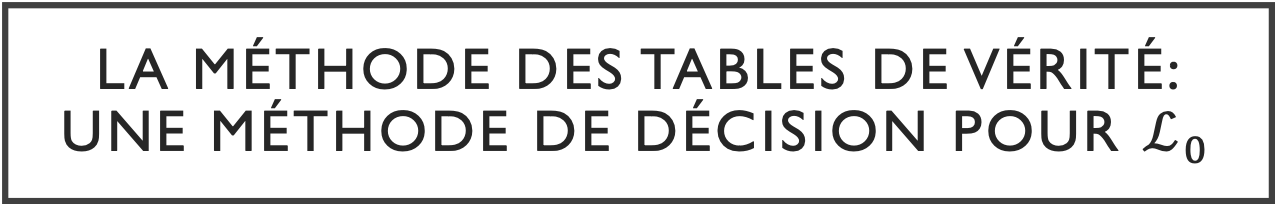 LA MÉTHODE DES TABLES DE VÉRITÉ:
UNE MÉTHODE DE DÉCISION POUR ℒ₀